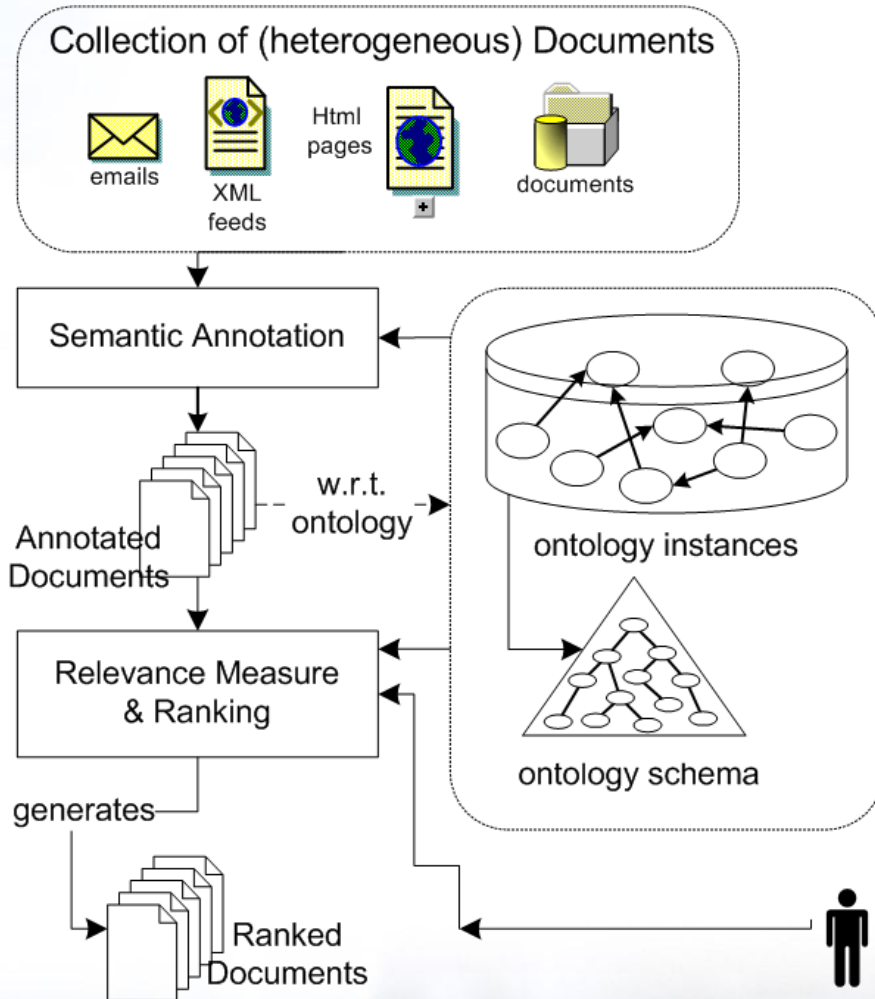 Collection of (heterogeneous) Documents
emails
XML
feeds
Html
pages
documents
Semantic Annotation
w.r.t.
ontology
Annotated
Documents
ontology instances
Relevance Measure
& Ranking
ontology schema
generates
Ranked
Documents